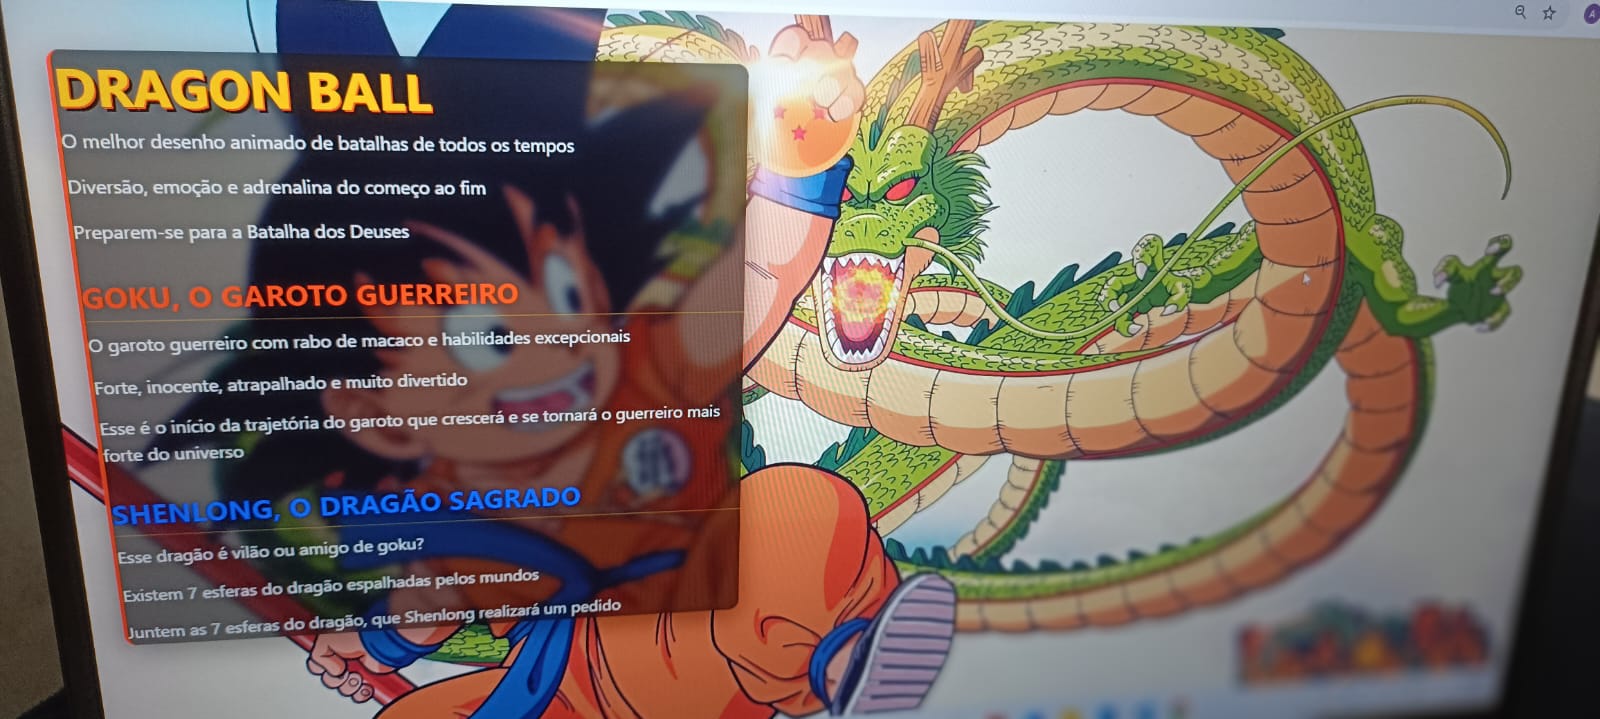 DRAGON BALL
O melhor desenho animado de batalhas de todos os tempos
Diversão, emoção e adrenalina do começo ao fim
Preparem-se para a Batalha dos Deuses
GOKU, O GAROTO GUERREIRO
O garoto guerreiro com rabo de macaco e habilidades excepcionais
Forte, inocente, atrapalhado e muito divertido
Esse é o início da trajetória do garoto que crescerá e se tornará o guerreiro mais
forte do universo
SHENLONG, O DRAGÃO SAGRADO
Esse dragão é vilão ou amigo de goku?
Existem 7 esferas do dragão espalhadas pelos mundos
Juntem as 7 esferas do dragão, que Shenlong realizará um pedido
A